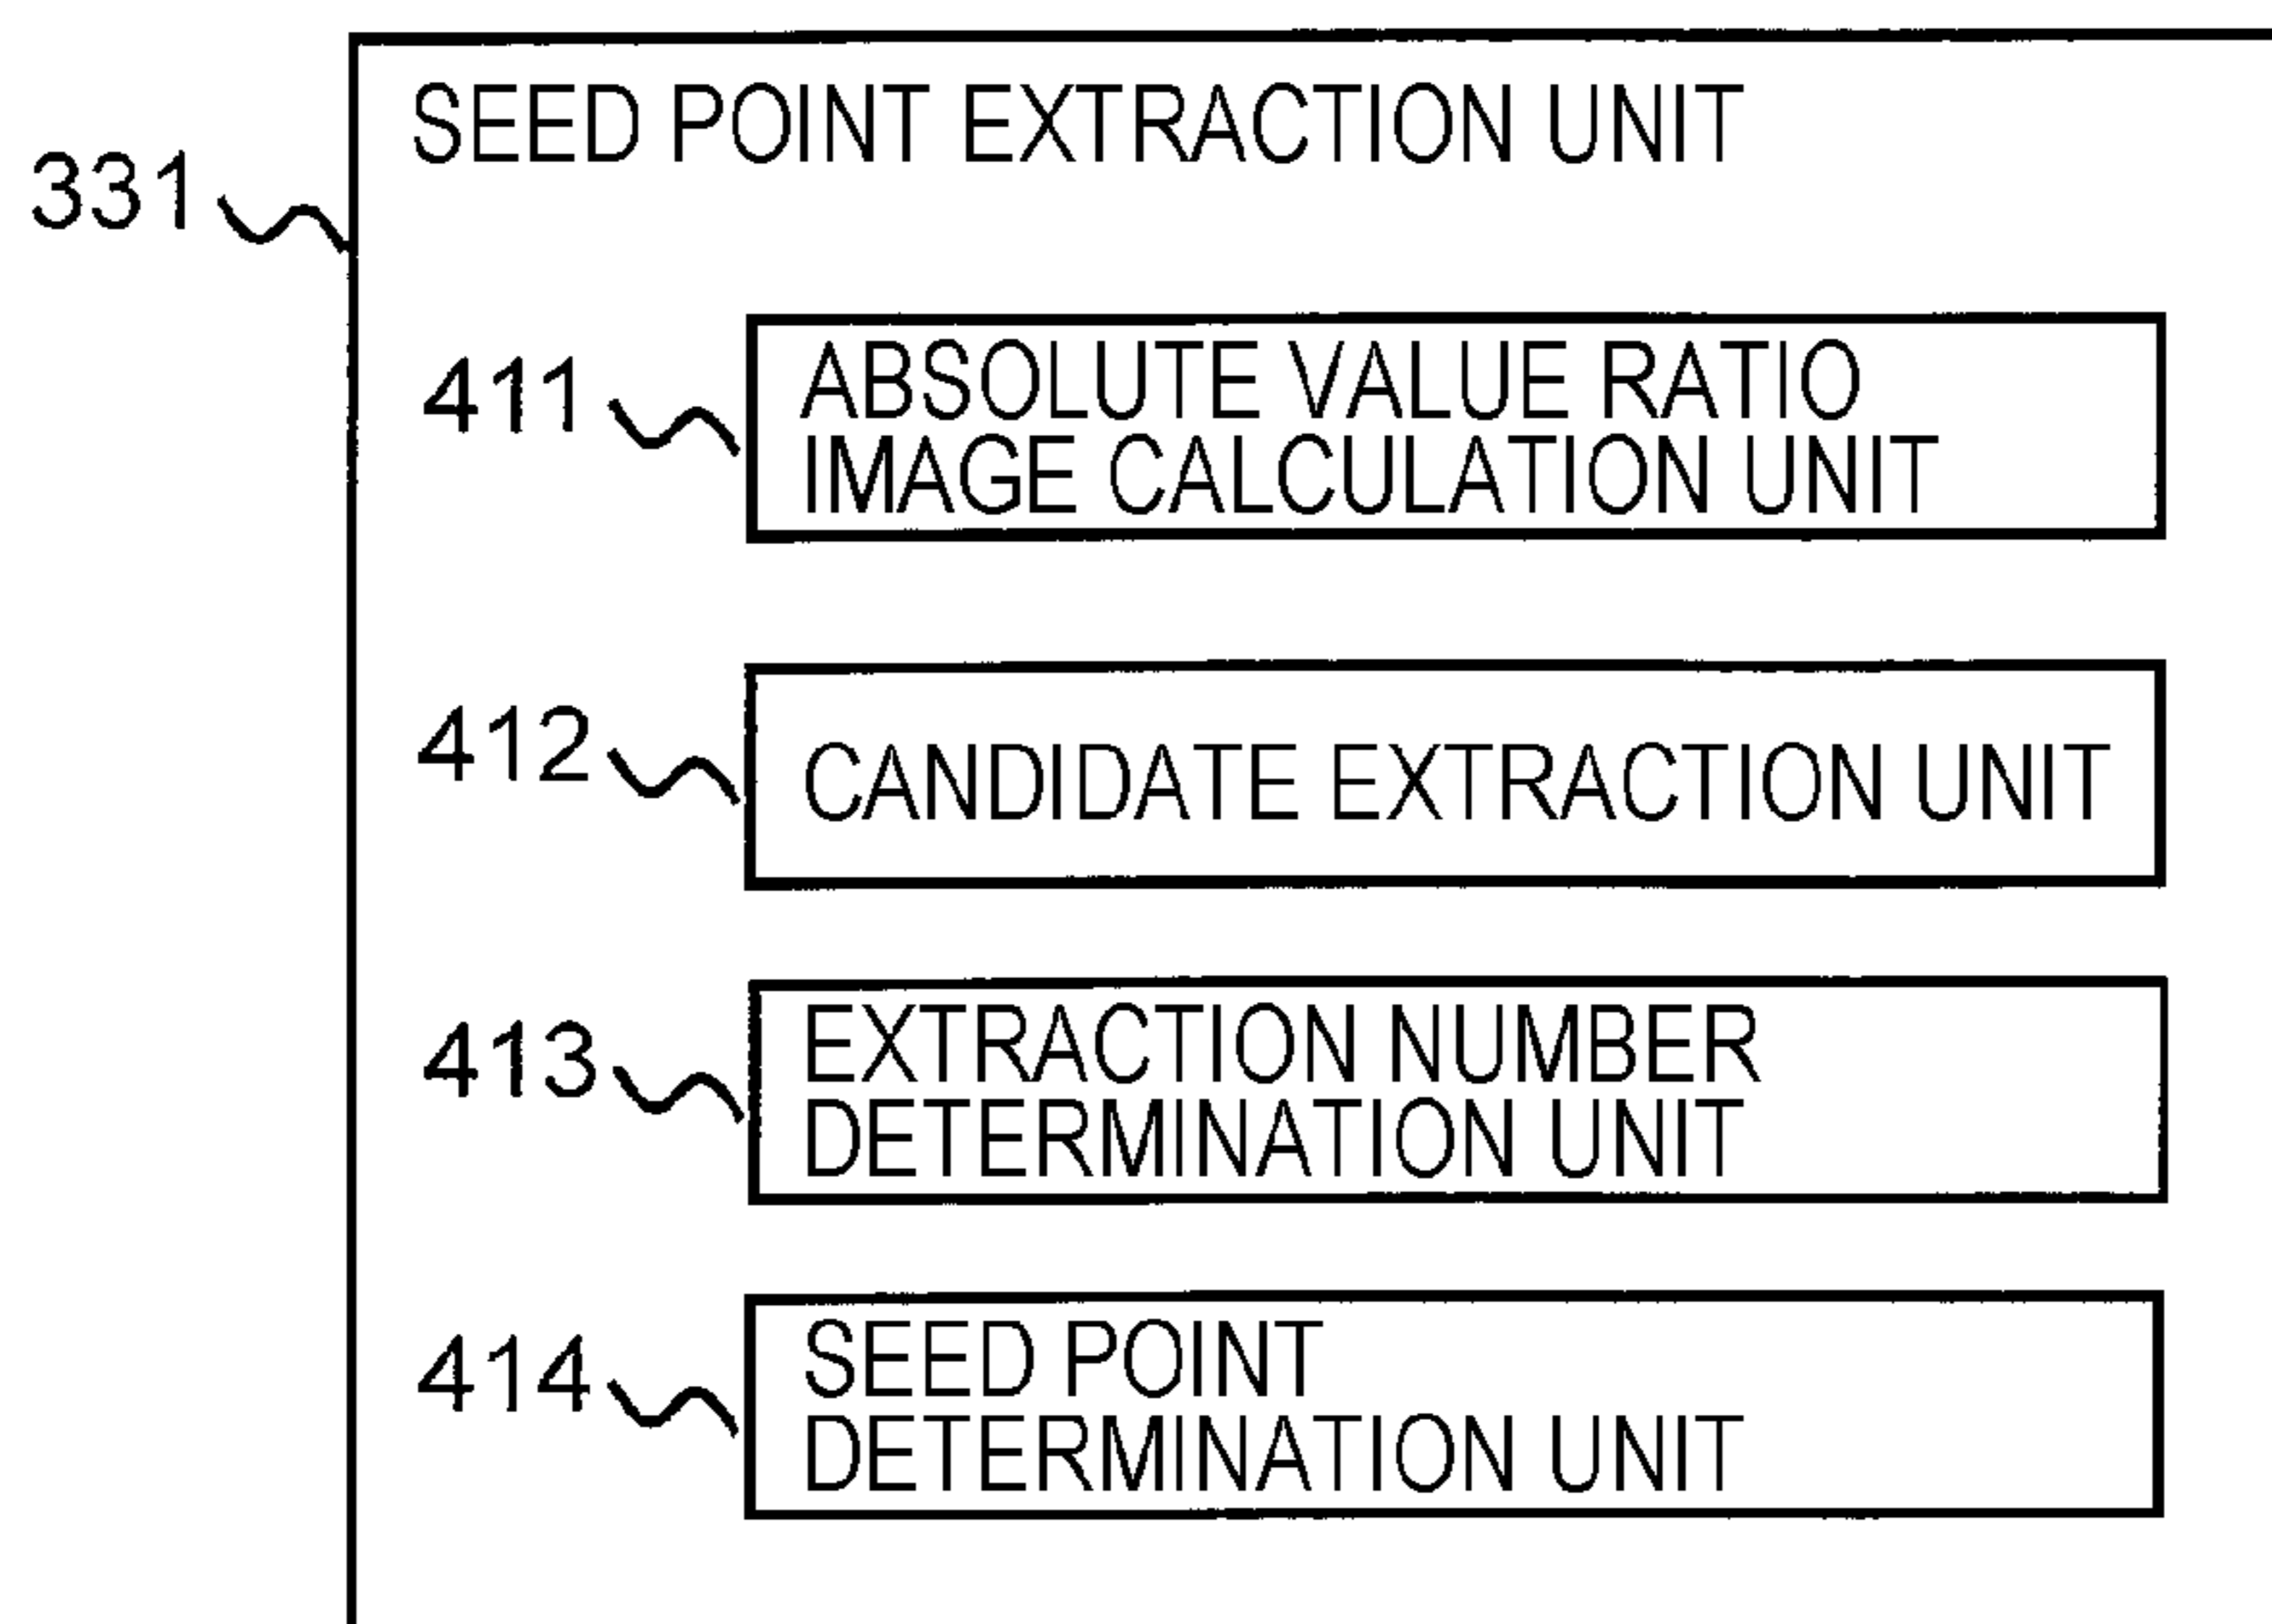 SEED POINT EXTRACTION UNIT
331
411
ABSOLUTE VALUE RATIO
IMAGE CALCULATION UNIT
412
CANDIDATE EXTRACTION UNIT
413
EXTRACTION NUMBER
DETERMINATION UNIT
414
SEED POINT
DETERMINATION UNIT